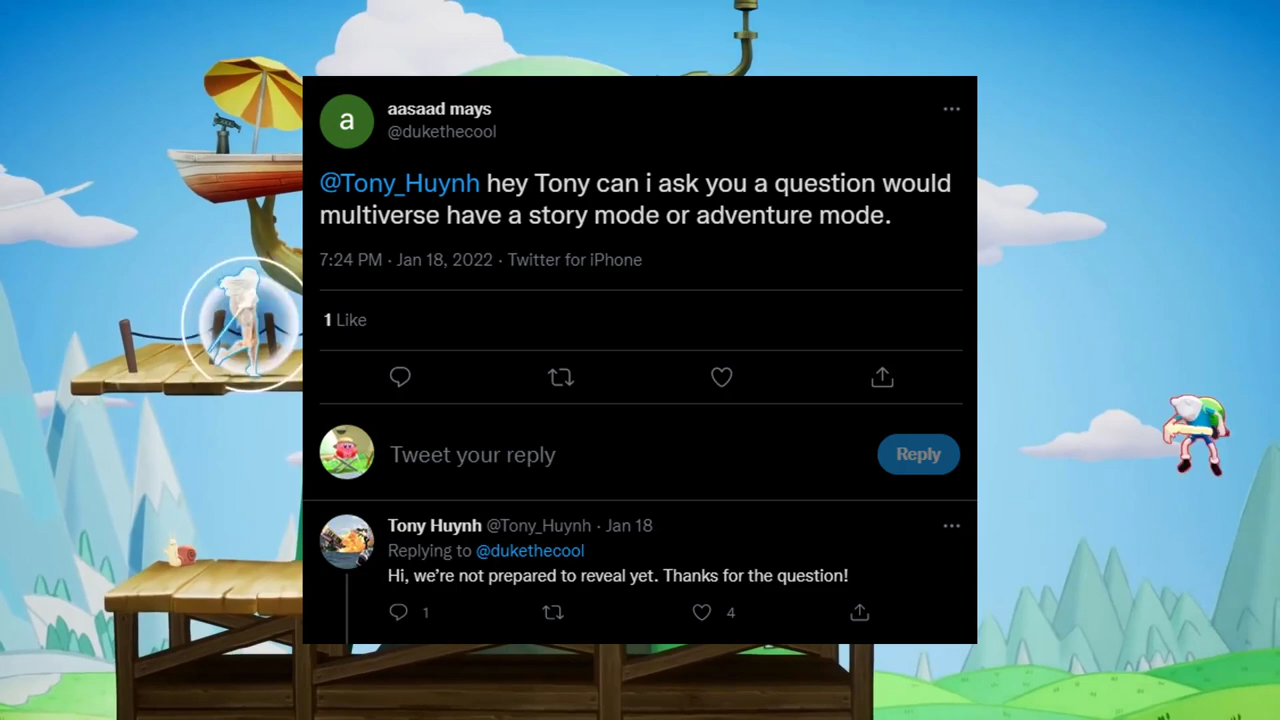 a
aasaad mays
@dukethecool
@Tony_Huynh hey Tony can i ask you a question would
multiverse have a story mode or adventure mode.
7:24 PM · Jan 18, 2022 · Twitter for iPhone
1 Like
Tweet your reply
Reply
Tony Huynh @Tony_Huynh · Jan 18
Replying to @dukethecool
Hi, we're not prepared to reveal yet. Thanks for the question!
1 4